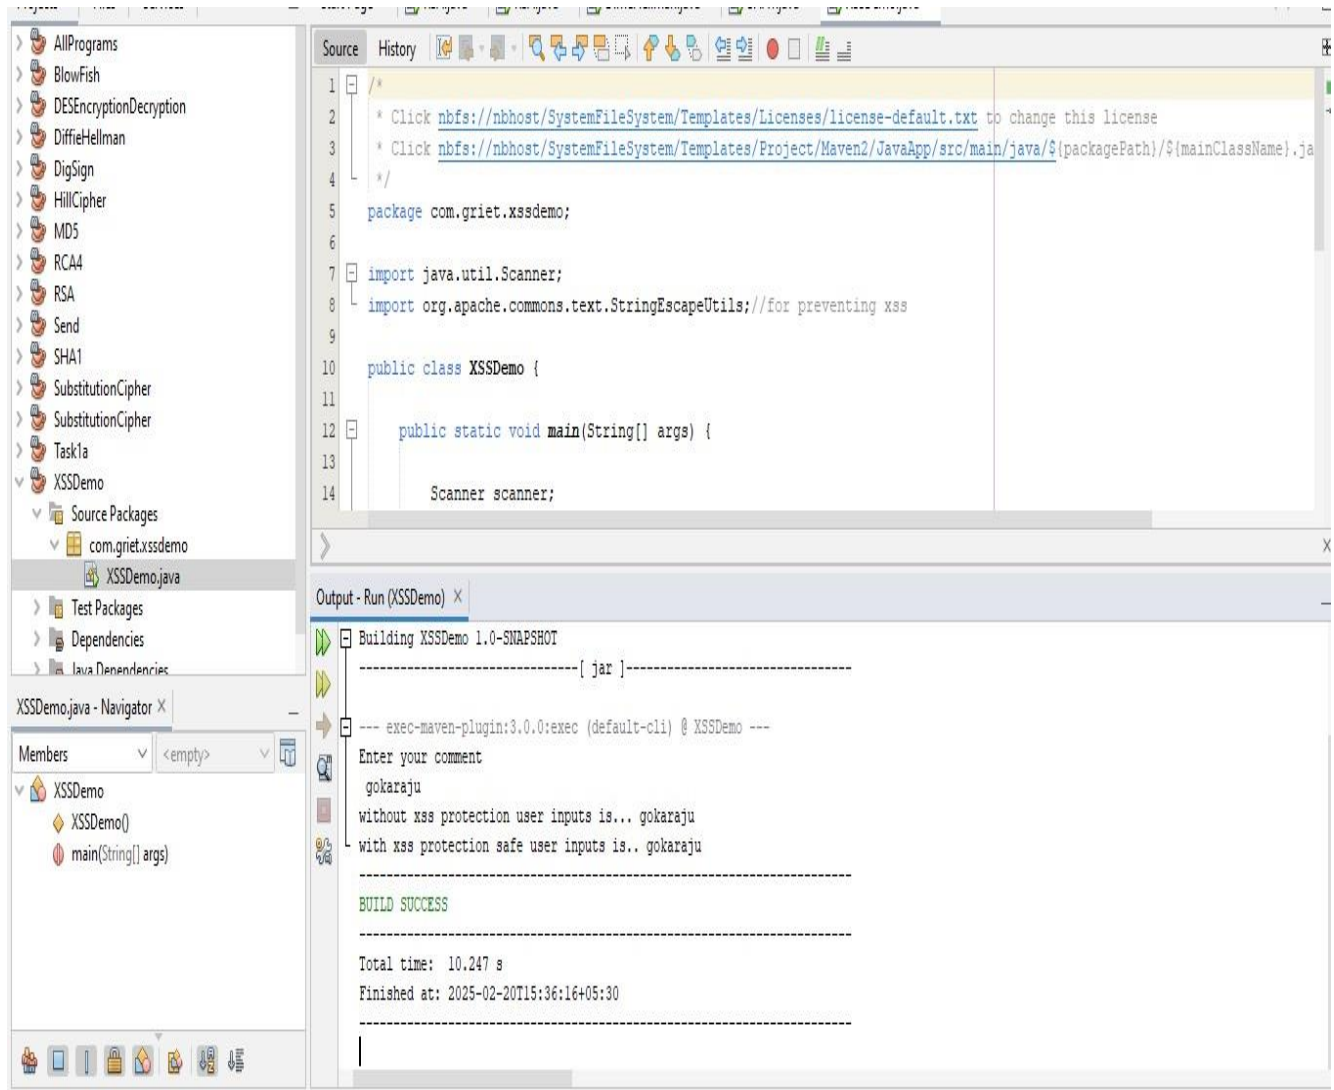 AllPrograms
BlowFish
DESEncryptionDecryption
DiffieHellman
DigSign
HillCipher
MD5
RCA4
RSA
Send
SHA1
SubstitutionCipher
SubstitutionCipher
Task1a
XSSDemo
Source Packages
com.griet.xssdemo
XSSDemo.java
Test Packages
Dependencies
Java Dependencies
XSSDemo.java - Navigator
Members
<empty>
XSSDemo
XSSDemo()
main(String[] args)
Source History
1 /*
2 * Click nbfs://nbhost/SystemFileSystem/Templates/Licenses/license-default.txt to change this license
3 * Click nbfs://nbhost/SystemFileSystem/Templates/Project/Maven2/JavaApp/src/main/java/${packagePath}/${mainClassName}.ja
4 */
5 package com.griet.xssdemo;
6
7 import java.util.Scanner;
8 import org.apache.commons.text.StringEscapeUtils;//for preventing xss
9
10 public class XSSDemo {
11
12 public static void main(String[] args) {
13
14 Scanner scanner;
Output - Run (XSSDemo)
Building XSSDemo 1.0-SNAPSHOT
--------------------------------[ jar ]---------------------------------
--- exec-maven-plugin:3.0.0:exec (default-cli) @ XSSDemo ---
Enter your comment
gokaraju
without xss protection user inputs is... gokaraju
with xss protection safe user inputs is.. gokaraju
------------------------------------------------------------------------
BUILD SUCCESS
------------------------------------------------------------------------
Total time: 10.247 s
Finished at: 2025-02-20T15:36:16+05:30
------------------------------------------------------------------------